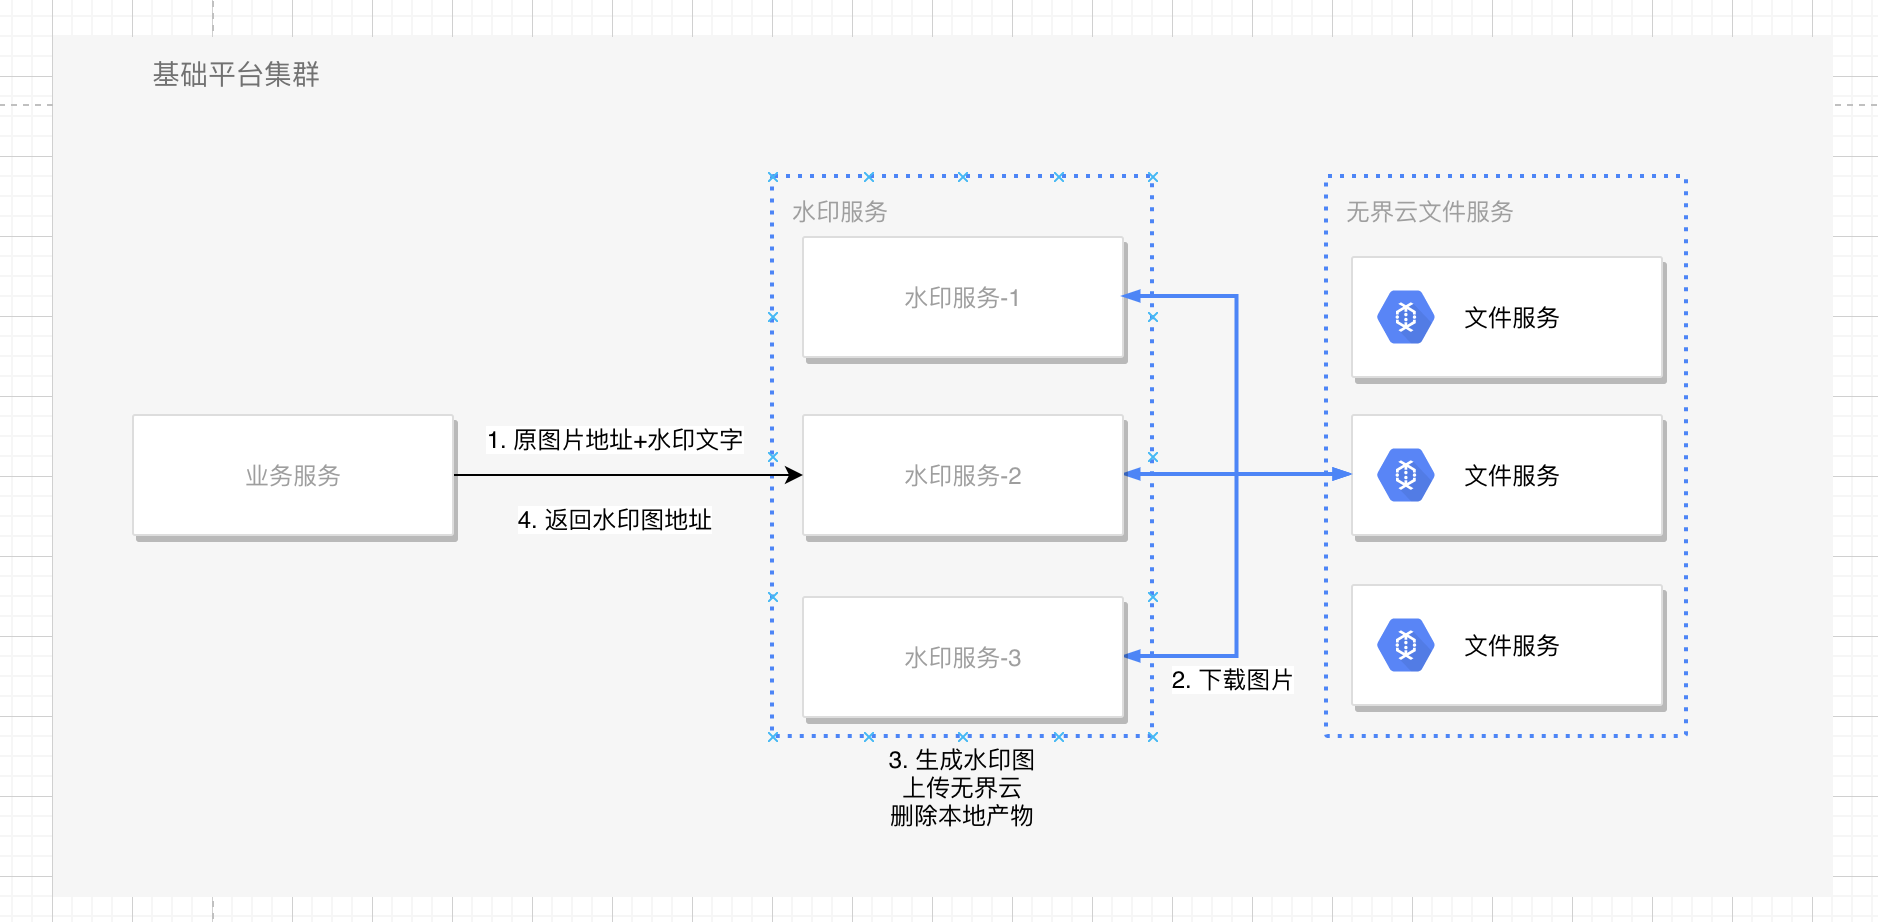 基础平台集群
水印服务
无界云文件服务
水印服务-1
文件服务
1. 原图片地址+水印文字
业务服务
水印服务-2
文件服务
4. 返回水印图地址
水印服务-3
文件服务
2. 下载图片
3. 生成水印图
上传无界云
删除本地产物